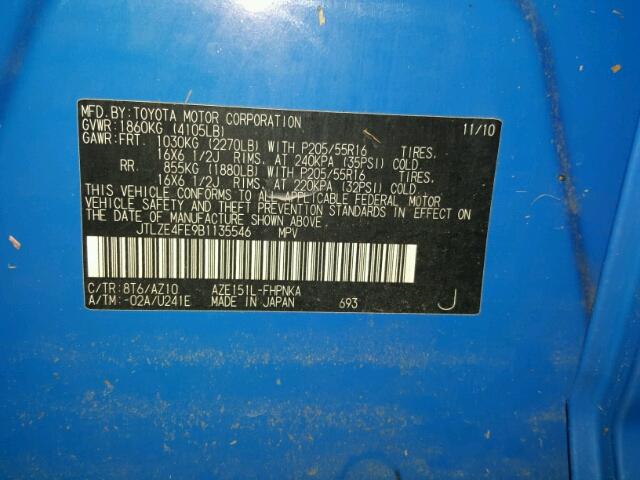 MFD.BY: TOYOTA MOTOR CORPORATION 11/10
GVWR: 1860KG (4105LB)
GAWR: FRT. 1030KG (2270LB) WITH P205/55R16 TIRES.
16X6 1/2J RIMS. AT 240KPA (35PSI) COLD
RR. 855KG (1880LB) WITH P205/55R16 TIRES.
16X6 1/2J RIMS. AT 220KPA (32PSI) COLD.
THIS VEHICLE CONFORMS TO ALL APPLICABLE FEDERAL MOTOR
VEHICLE SAFETY AND THEFT PREVENTION STANDARDS IN EFFECT
ON THE DATE OF MANUFACTURE SHOWN ABOVE.
JTLZE4FE9B1135546 MPV
C/TR: 8T6/AZ10 AZE151L-FHPNKA
A/TM: -02A/U241E MADE IN JAPAN 693 J